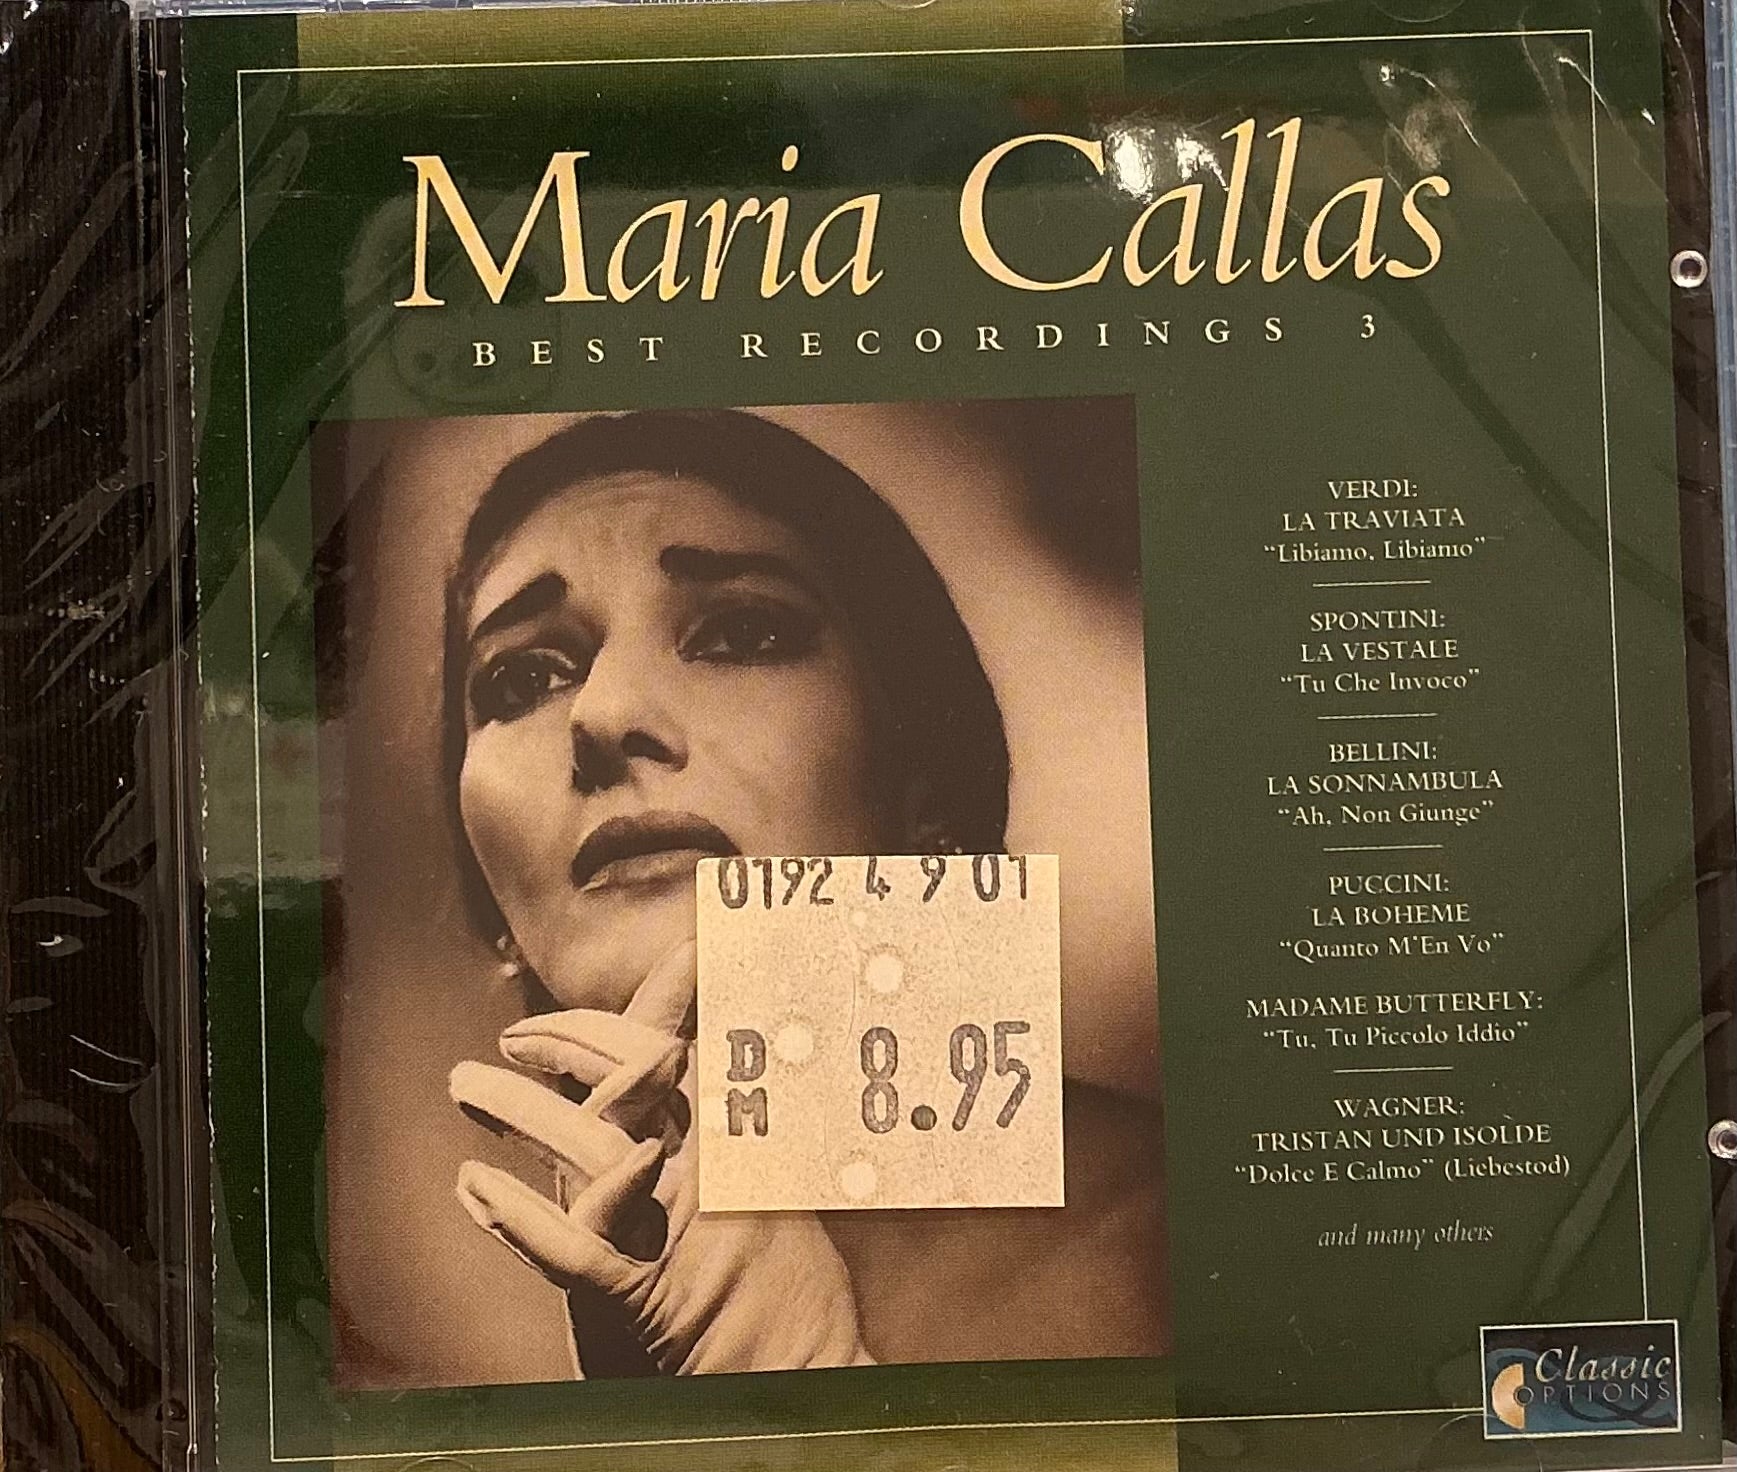 Maria Callas
BEST RECORDINGS 3
VERDI:
LA TRAVIATA
"Libiamo, Libiamo"
SPONTINI:
LA VESTALE
"Tu Che Invoco"
BELLINI:
LA SONNAMBULA
"Ah, Non Giunge"
PUCCINI:
LA BOHEME
"Quanto M'En Vo"
MADAME BUTTERFLY:
"Tu, Tu Piccolo Iddio"
WAGNER:
TRISTAN UND ISOLDE
"Dolce E Calmo" (Liebestod)
and many others
0192 4 9 01
DM 8.95
Classic
OPTIONS